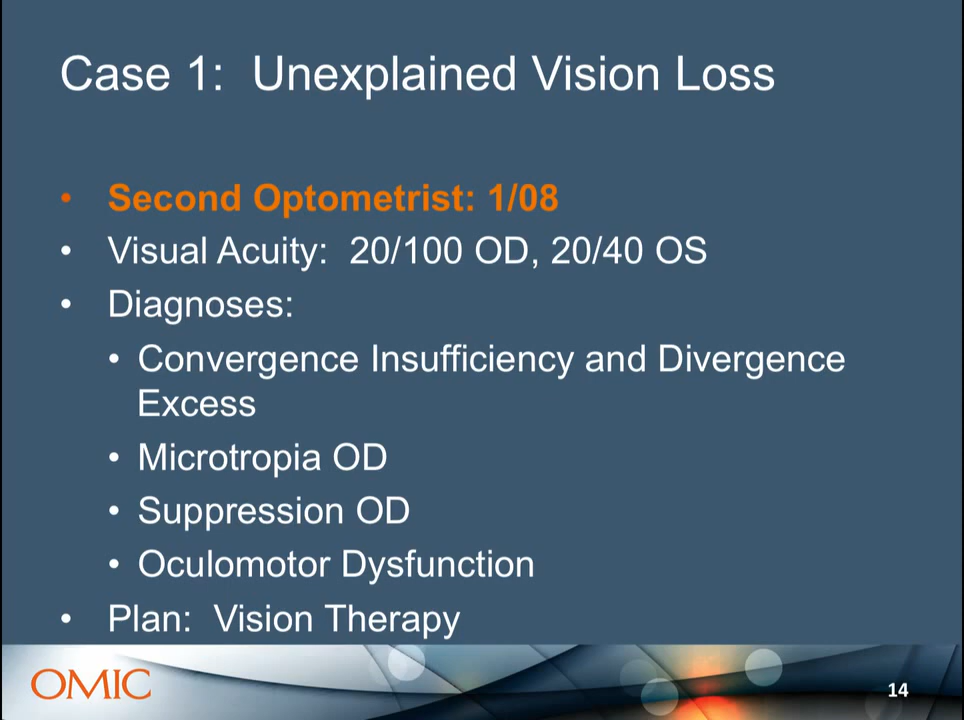 Case 1: Unexplained Vision Loss
• Second Optometrist: 1/08
• Visual Acuity: 20/100 OD, 20/40 OS
• Diagnoses:
• Convergence Insufficiency and Divergence
Excess
• Microtropia OD
• Suppression OD
• Oculomotor Dysfunction
• Plan: Vision Therapy
OMIC
14